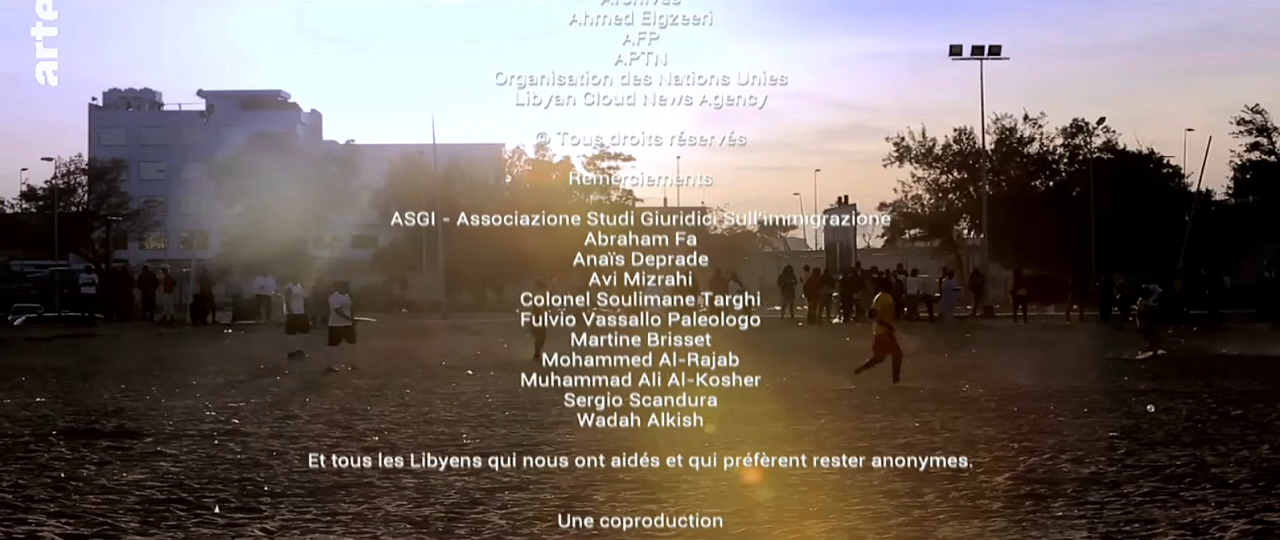 arte
Archives
Ahmed Elgzeeri
AFP
APTN
Organisation des Nations Unies
Libyan Cloud News Agency
® Tous droits réservés
Remerciements
ASGI - Associazione Studi Giuridici Sull'immigrazione
Abraham Fa
Anaïs Deprade
Avi Mizrahi
Colonel Soulimane Targhi
Fulvio Vassallo Paleologo
Martine Brisset
Mohammed Al-Rajab
Muhammad Ali Al-Kosher
Sergio Scandura
Wadah Alkish
Et tous les Libyens qui nous ont aidés et qui préfèrent rester anonymes.
Une coproduction